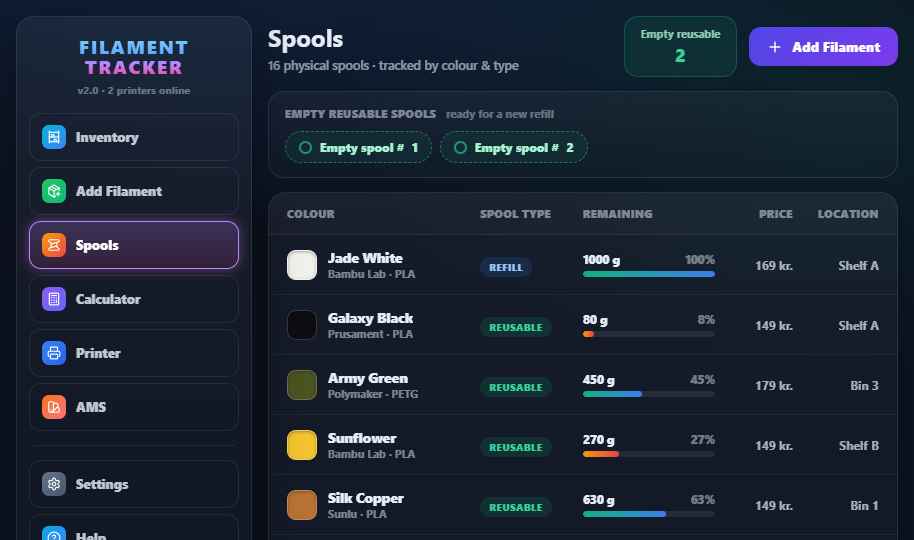 FILAMENT
TRACKER
v2.0 · 2 printers online
Inventory
Add Filament
Spools
Calculator
Printer
AMS
Settings
Help
Spools
16 physical spools · tracked by colour & type
Empty reusable
2
+ Add Filament
EMPTY REUSABLE SPOOLS ready for a new refill
Empty spool # 1 Empty spool # 2
COLOUR SPOOL TYPE REMAINING PRICE LOCATION
Jade White
Bambu Lab · PLA
REFILL
1000 g 100%
169 kr.
Shelf A
Galaxy Black
Prusament · PLA
REUSABLE
80 g 8%
149 kr.
Shelf A
Army Green
Polymaker · PETG
REUSABLE
450 g 45%
179 kr.
Bin 3
Sunflower
Bambu Lab · PLA
REUSABLE
270 g 27%
149 kr.
Shelf B
Silk Copper
Sunlu · PLA
REUSABLE
630 g 63%
149 kr.
Bin 1